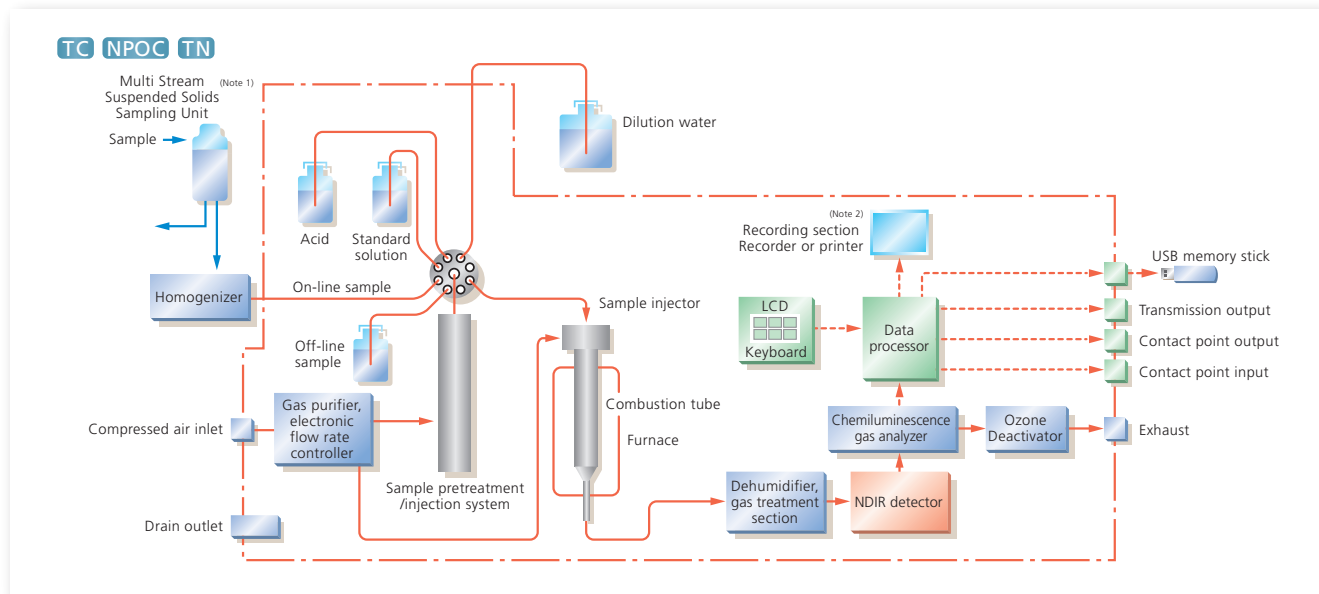 TC NPOC TN
Multi Stream (Note 1)
Suspended Solids
Sampling Unit
Sample
Dilution water
Acid
Standard
solution
(Note 2)
Recording section
Recorder or printer
USB memory stick
Homogenizer
On-line sample
Sample injector
LCD
Keyboard
Data
processor
Transmission output
Contact point output
Contact point input
Off-line
sample
Gas purifier,
electronic
flow rate
controller
Compressed air inlet
Combustion tube
Furnace
Chemiluminescence
gas analyzer
Ozone
Deactivator
Exhaust
Sample pretreatment
/injection system
Dehumidifier,
gas treatment
section
NDIR detector
Drain outlet